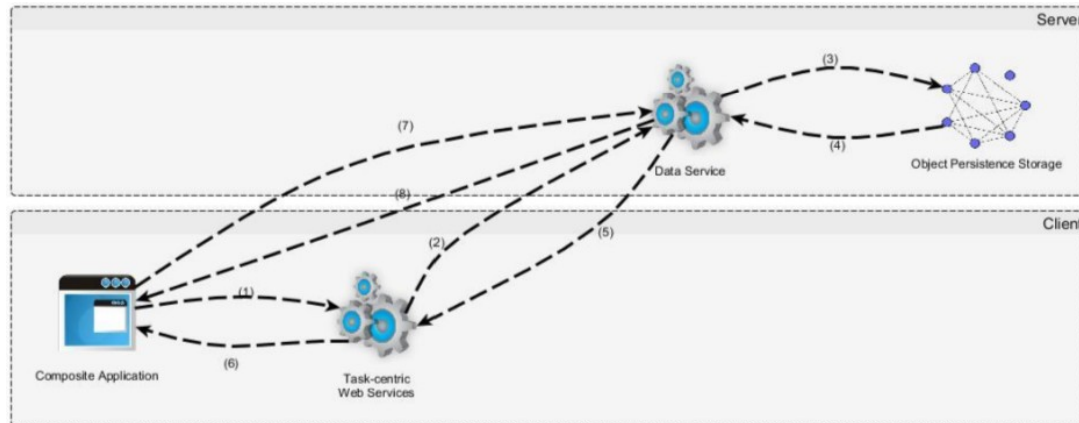 Server
(3)
(7)
(4)
Data Service
Object Persistence Storage
(8)
Client
(2)
(5)
(1)
(6)
Composite Application
Task-centric
Web Services